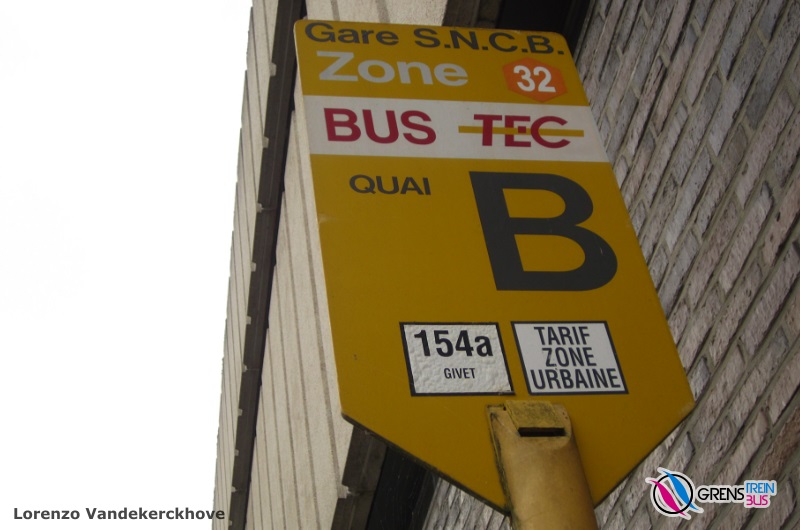 Gare S.N.C.B.
Zone 32
BUS TEC
QUAI B
154a
GIVET
TARIF
ZONE
URBAINE
Lorenzo Vandekerckhove
GRENS TREIN
BUS